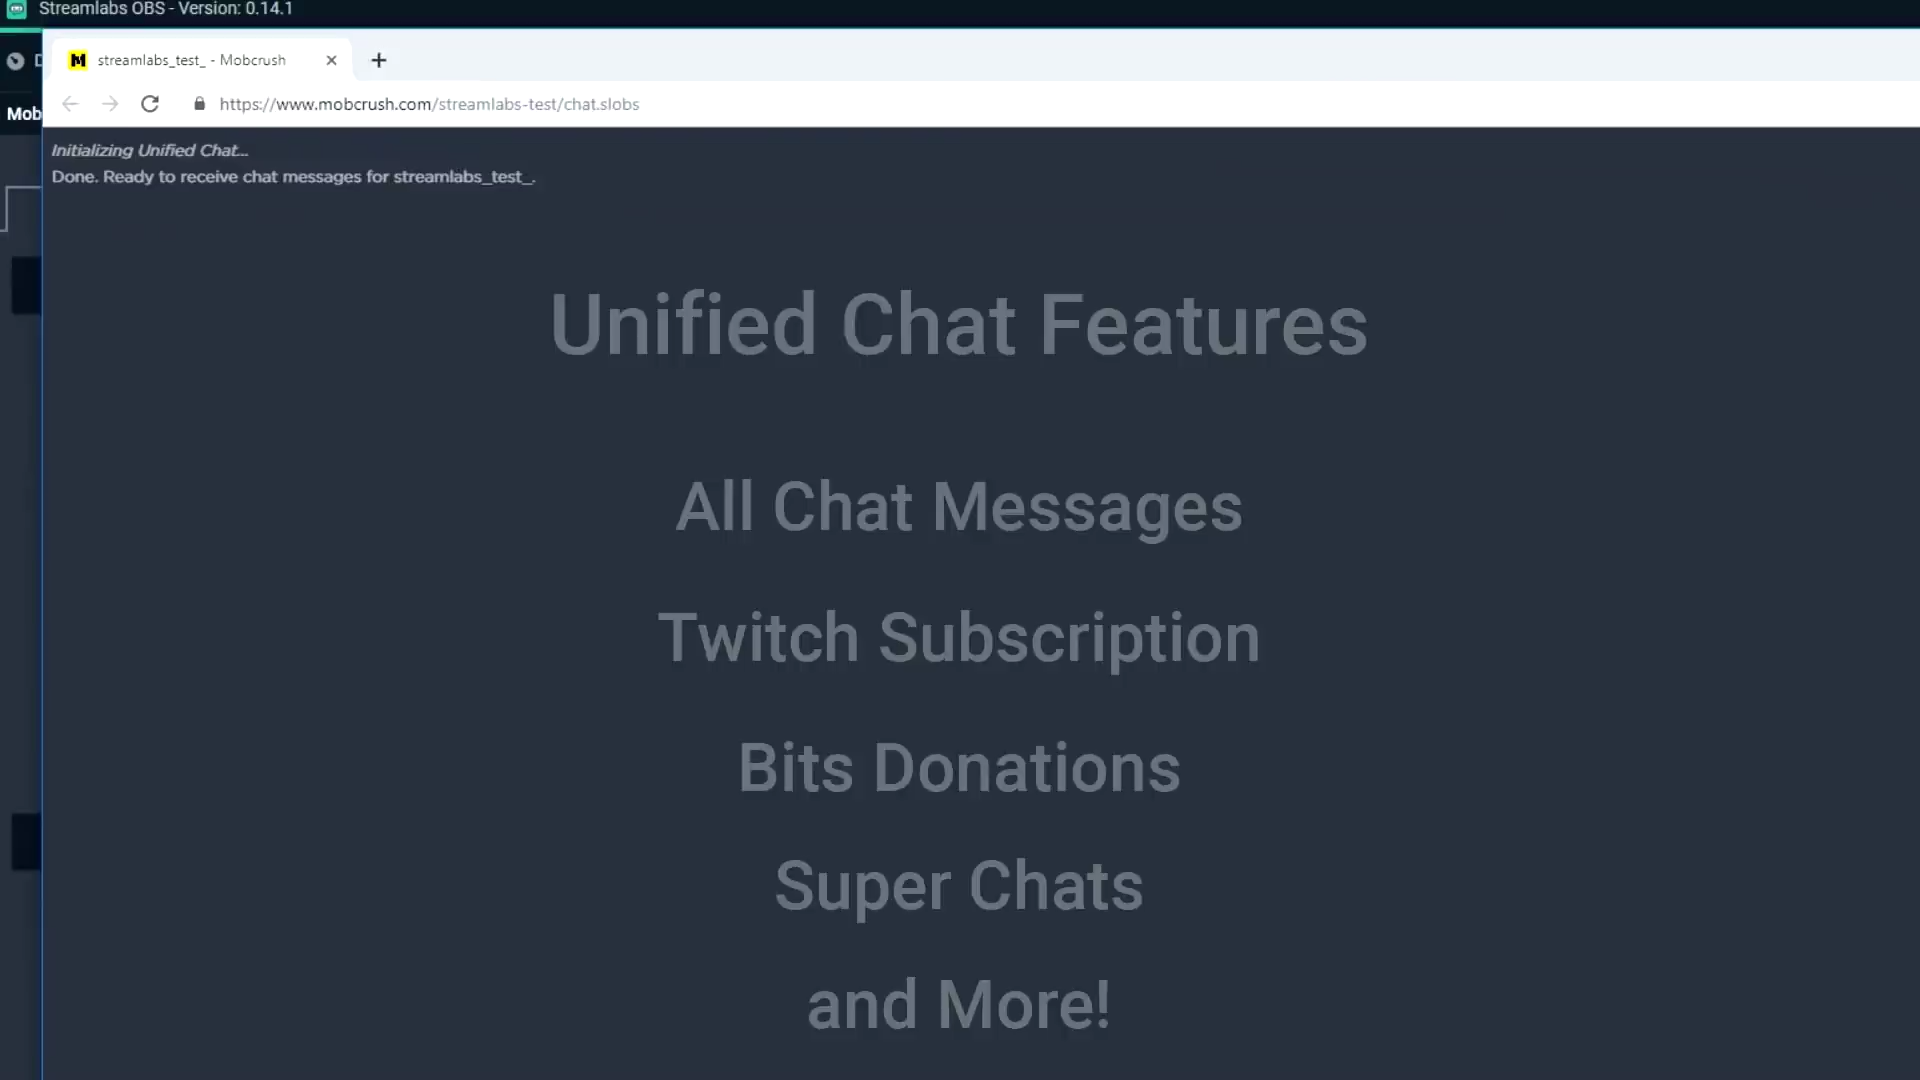 Streamlabs OBS - Version: 0.14.1
streamlabs_test_ - Mobcrush
D
https://www.mobcrush.com/streamlabs-test/chat.slobs
Mob
Initializing Unified Chat...
Done. Ready to receive chat messages for streamlabs_test_.
Unified Chat Features
All Chat Messages
Twitch Subscription
Bits Donations
Super Chats
and More!